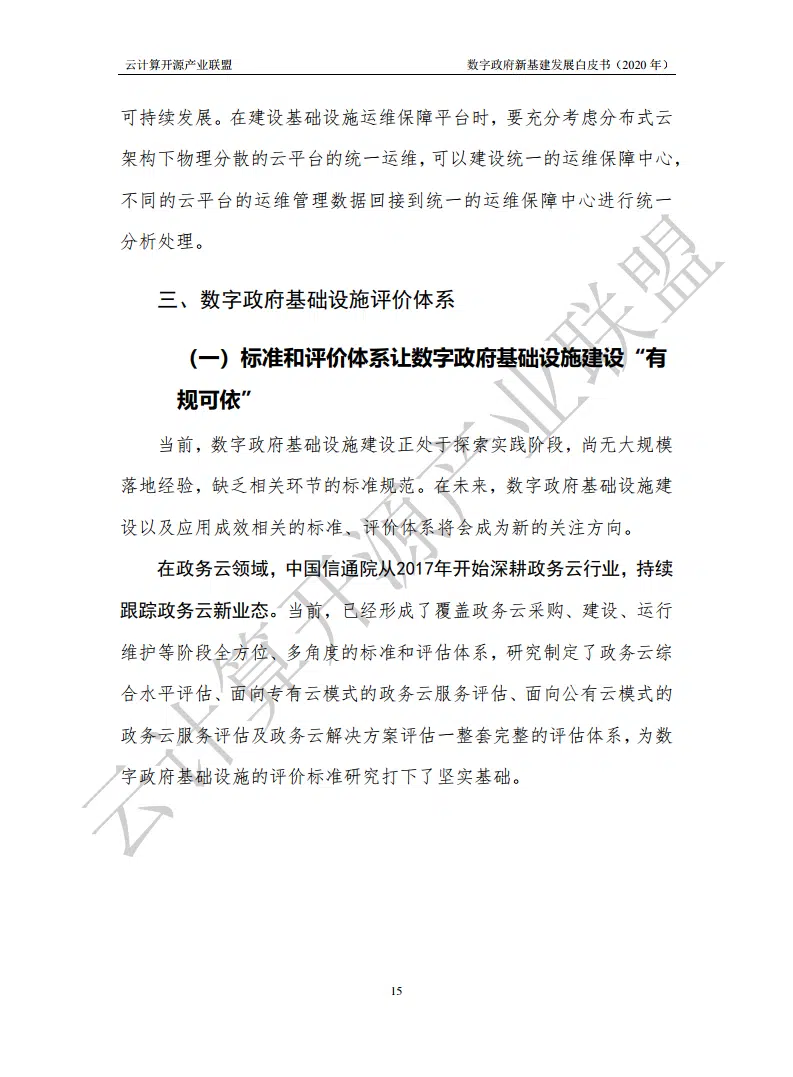 云计算开源产业联盟 数字政府新基建发展白皮书（2020 年）
可持续发展。在建设基础设施运维保障平台时，要充分考虑分布式云
架构下物理分散的云平台的统一运维，可以建设统一的运维保障中心，
不同的云平台的运维管理数据回接到统一的运维保障中心进行统一
分析处理。
三、数字政府基础设施评价体系
（一）标准和评价体系让数字政府基础设施建设“有
规可依”
当前，数字政府基础设施建设正处于探索实践阶段，尚无大规模
落地经验，缺乏相关环节的标准规范。在未来，数字政府基础设施建
设以及应用成效相关的标准、评价体系将会成为新的关注方向。
在政务云领域，中国信通院从2017年开始深耕政务云行业，持续
跟踪政务云新业态。当前，已经形成了覆盖政务云采购、建设、运行
维护等阶段全方位、多角度的标准和评估体系，研究制定了政务云综
合水平评估、面向专有云模式的政务云服务评估、面向公有云模式的
政务云服务评估及政务云解决方案评估一整套完整的评估体系，为数
字政府基础设施的评价标准研究打下了坚实基础。
云计算开源产业联盟
15